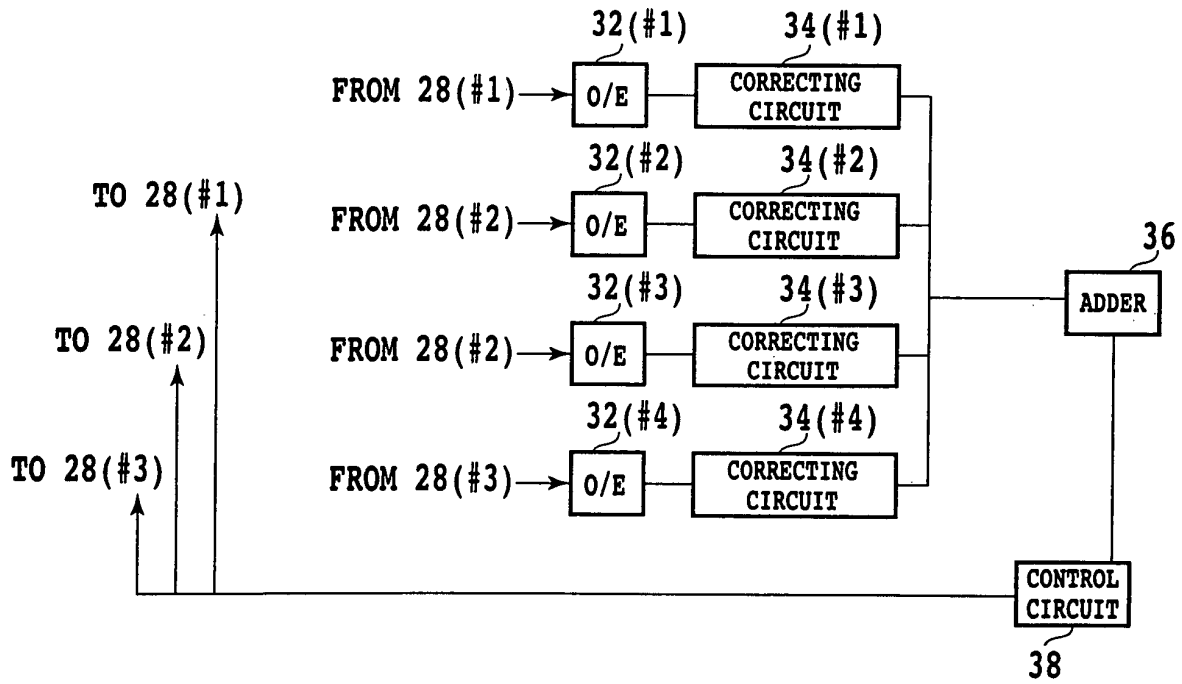 32(#1)
34(#1)
FROM 28(#1)
O/E
CORRECTING
CIRCUIT
32(#2)
34(#2)
TO 28(#1)
FROM 28(#2)
O/E
CORRECTING
CIRCUIT
36
ADDER
32(#3)
34(#3)
TO 28(#2)
FROM 28(#2)
O/E
CORRECTING
CIRCUIT
32(#4)
34(#4)
TO 28(#3)
FROM 28(#3)
O/E
CORRECTING
CIRCUIT
CONTROL
CIRCUIT
38